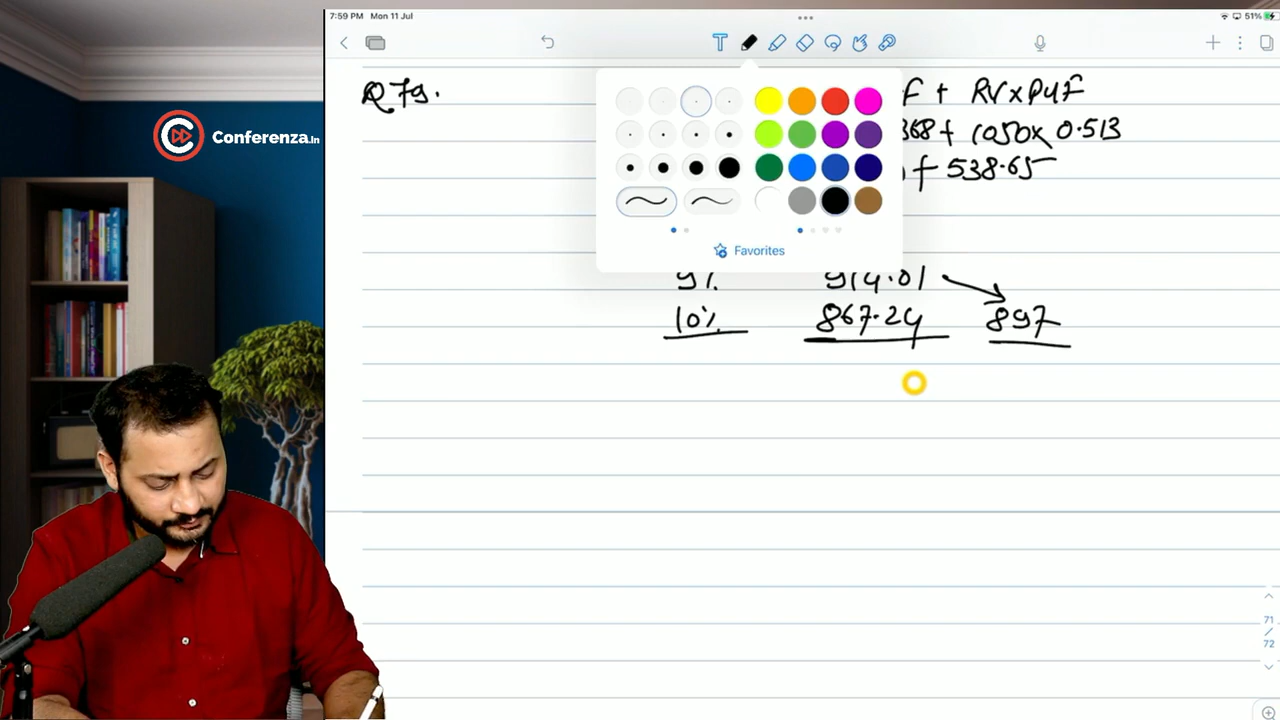 7:59 PM Mon 11 Jul
51%
Q 79.
F + RV x PVF
368 + 1050 x 0.513
+ 538.65
Conferenza.in
Favorites
9% 914.01
10% 867.24 897
71
/
72